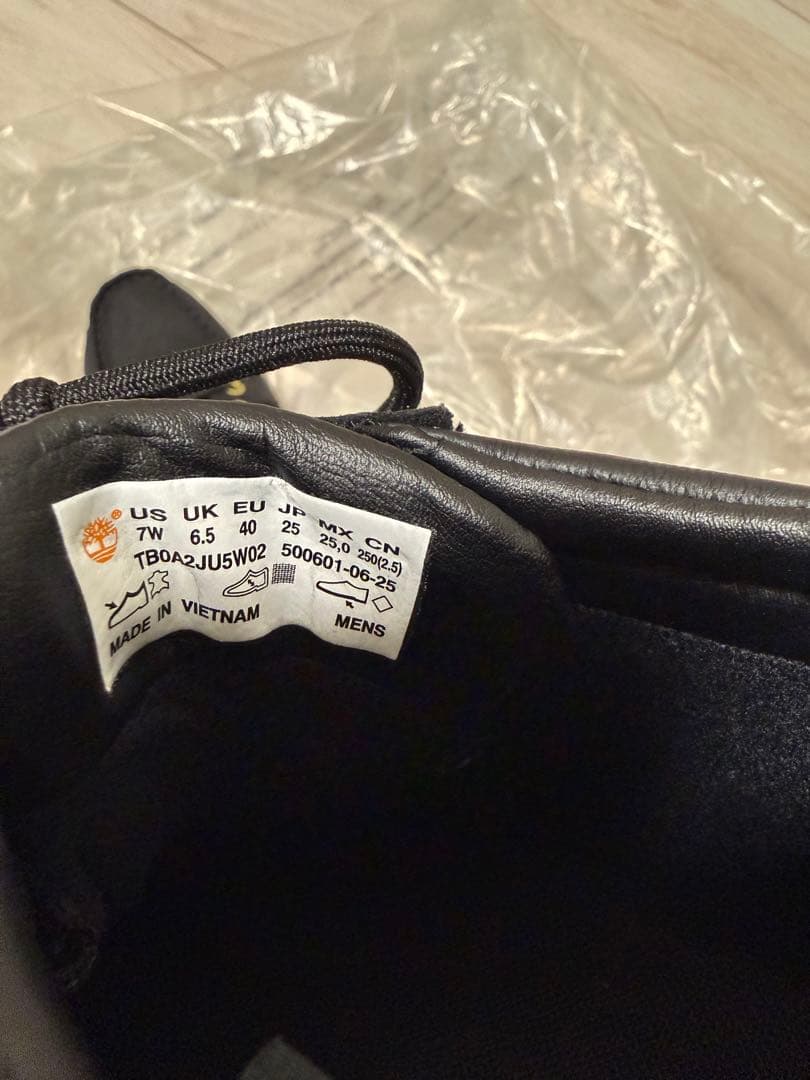 ® US UK EU JP MX CN
7W 6.5 40 25 25,0 250(2.5)
TB0A2JU5W02 500601-06-25
MADE IN VIETNAM MENS